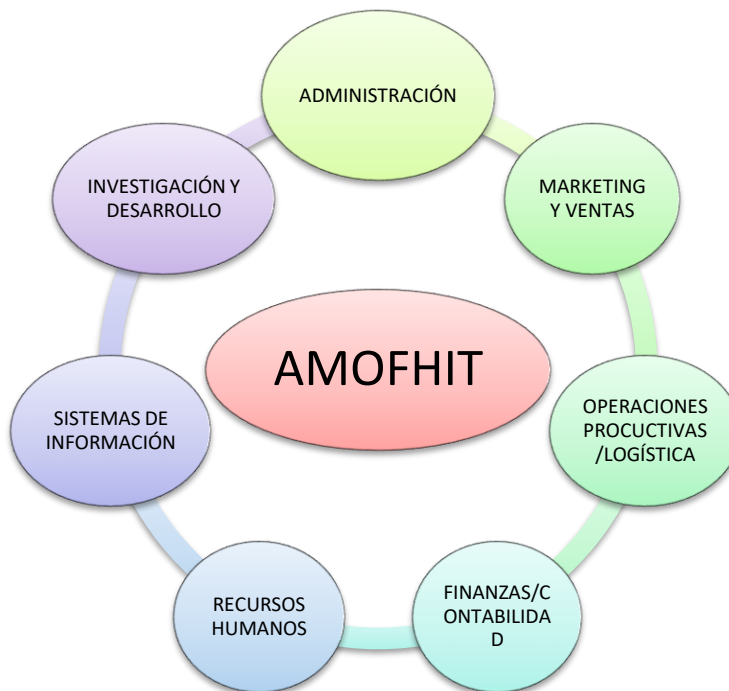 ADMINISTRACIÓN
MARKETING
Y VENTAS
OPERACIONES
PROCUCTIVAS
/LOGÍSTICA
FINANZAS/C
ONTABILIDA
D
RECURSOS
HUMANOS
SISTEMAS DE
INFORMACIÓN
INVESTIGACIÓN Y
DESARROLLO
AMOFHIT